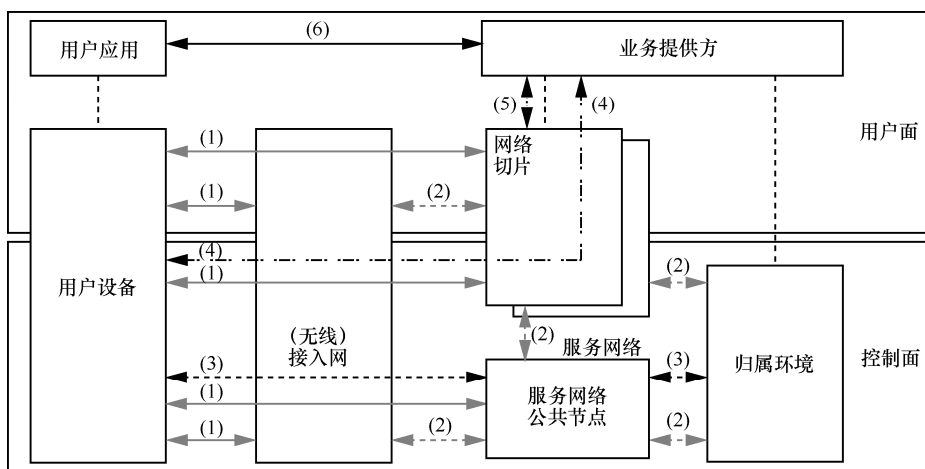 (6)
用户应用
业务提供方
(5)
(4)
用户面
(1)
网络
切片
(1)
(2)
(4)
(1)
(2)
用户设备
(无线)
接入网
(2)
服务网络
(3)
(3)
归属环境
控制面
(1)
服务网络
公共节点
(1)
(2)
(2)